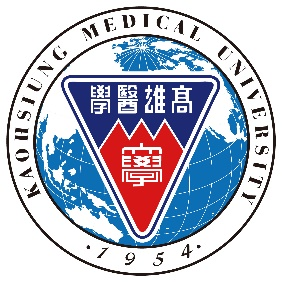 KAOHSIUNG MEDICAL UNIVERSITY
高雄醫學
·1954·